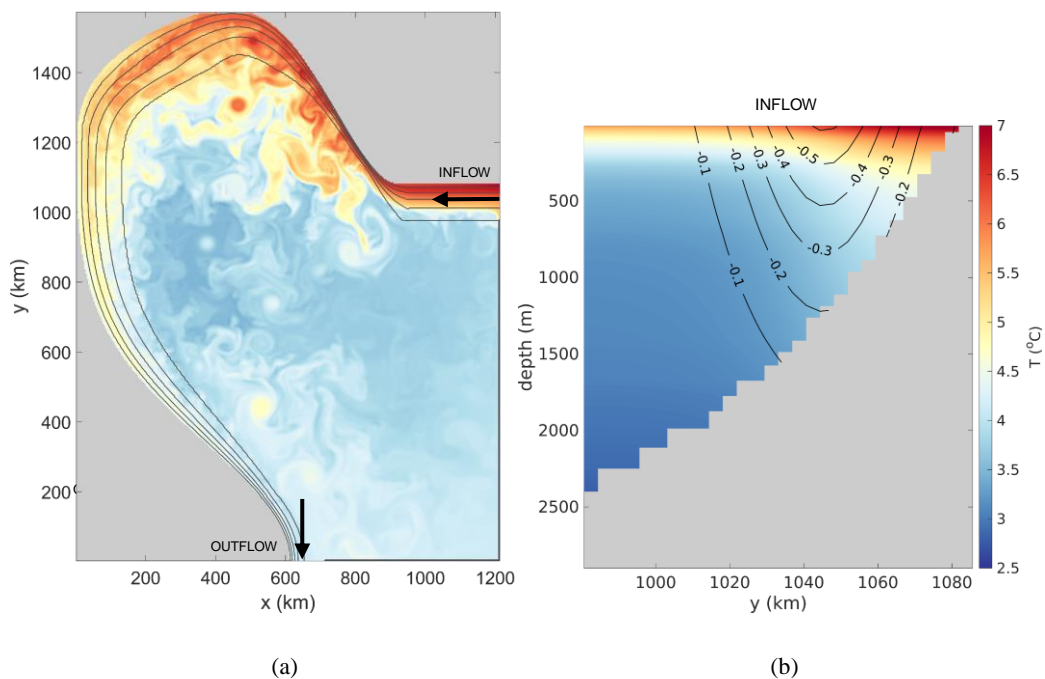 INFLOW
1400
1200
1000
800
600
400
200
y (km)
INFLOW
OUTFLOW
200 400 600 800 1000 1200
x (km)
(a)
INFLOW
500
1000
1500
2000
2500
depth (m)
-0.1
-0.2
-0.3
-0.4
-0.5
-0.4
-0.3
-0.2
-0.3
-0.2
-0.1
1000 1020 1040 1060 1080
y (km)
7
6.5
6
5.5
5
4.5
4
3.5
3
2.5
T (°C)
(b)